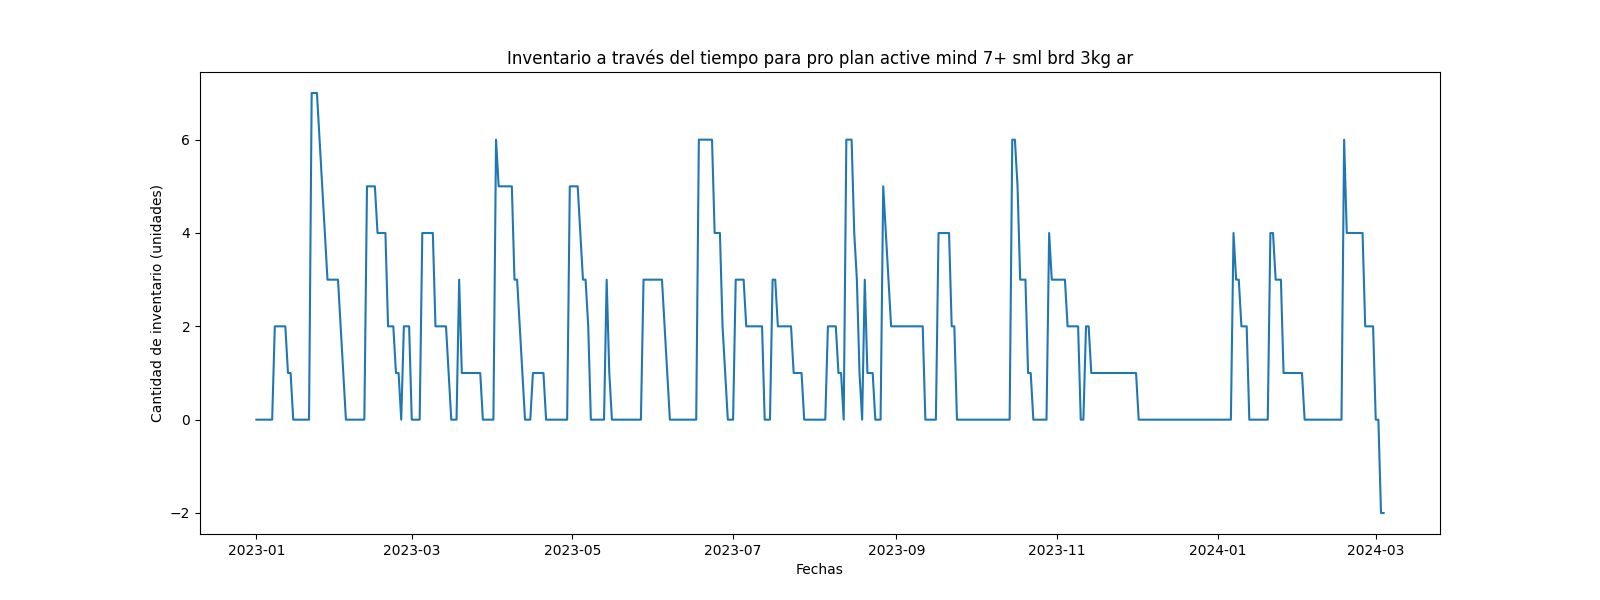 Inventario a través del tiempo para pro plan active mind 7+ sml brd 3kg ar
Cantidad de inventario (unidades)
6
4
2
0
−2
2023-01 2023-03 2023-05 2023-07 2023-09 2023-11 2024-01 2024-03
Fechas